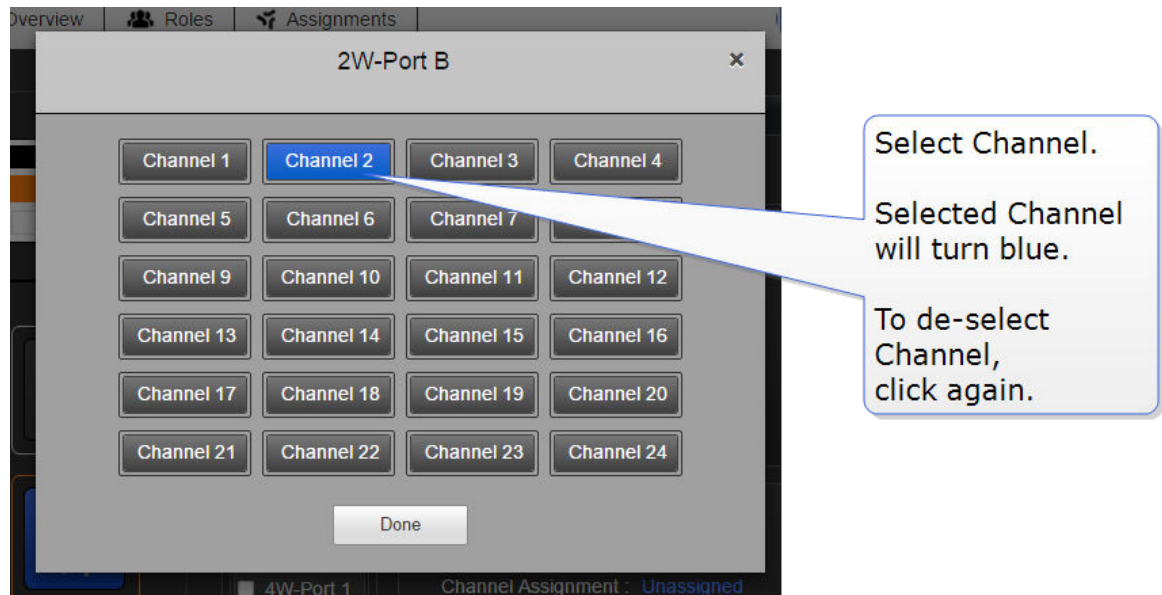 Overview Roles Assignments
2W-Port B ×
Channel 1 Channel 2 Channel 3 Channel 4
Channel 5 Channel 6 Channel 7
Channel 9 Channel 10 Channel 11 Channel 12
Channel 13 Channel 14 Channel 15 Channel 16
Channel 17 Channel 18 Channel 19 Channel 20
Channel 21 Channel 22 Channel 23 Channel 24
Done
4W-Port 1 Channel Assignment : Unassigned
Select Channel.
Selected Channel
will turn blue.
To de-select
Channel,
click again.